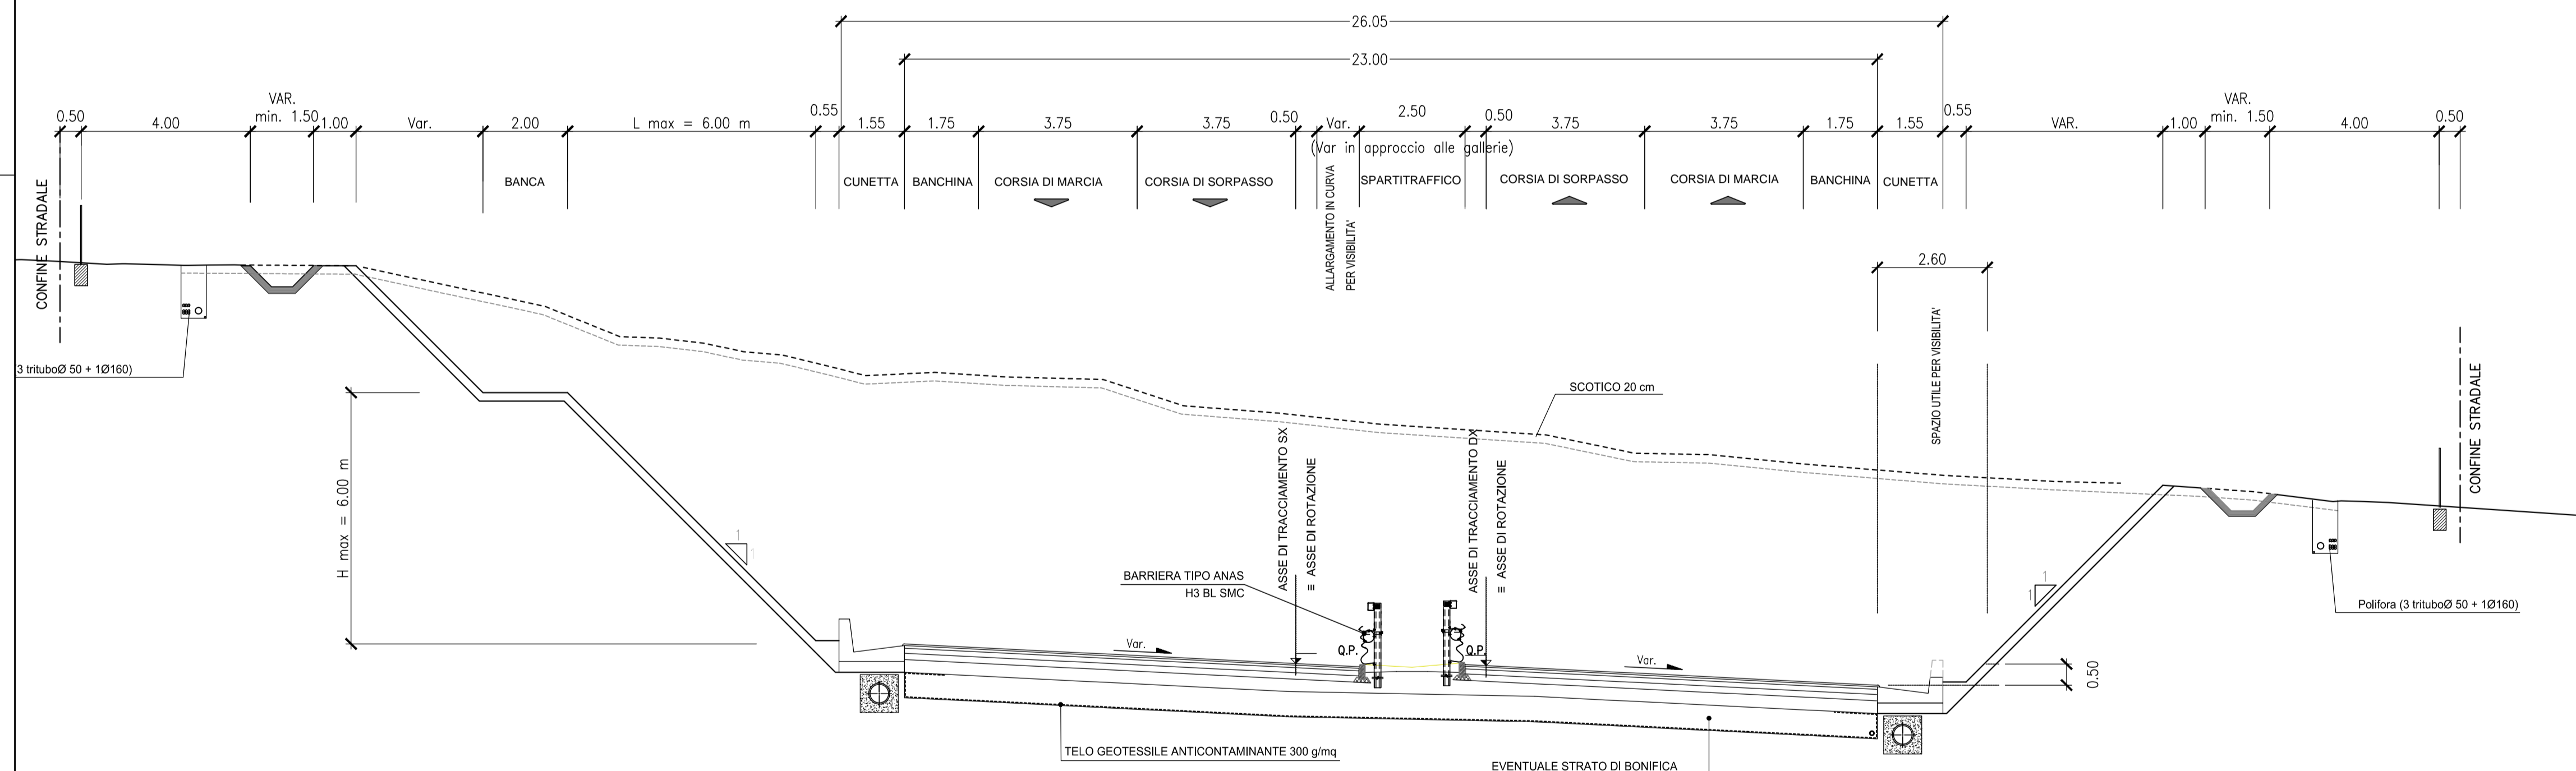 26.05
23.00
0.50
4.00
VAR.
min. 1.50
1.00
Var.
2.00
L max = 6.00 m
0.55
1.55
1.75
3.75
3.75
0.50
Var.
2.50
0.50
3.75
3.75
1.75
1.55
0.55
VAR.
1.00
VAR.
min. 1.50
4.00
0.50
(Var in approccio alle gallerie)
BANCA
CUNETTA
BANCHINA
CORSIA DI MARCIA
CORSIA DI SORPASSO
SPARTITRAFFICO
CORSIA DI SORPASSO
CORSIA DI MARCIA
BANCHINA
CUNETTA
CONFINE STRADALE
ALLARGAMENTO IN CURVA
PER VISIBILITA'
2.60
SPAZIO UTILE PER VISIBILITA'
CONFINE STRADALE
3 trituboØ 50 + 1Ø160)
SCOTICO 20 cm
H max = 6.00 m
1
1
ASSE DI TRACCIAMENTO SX
≡ ASSE DI ROTAZIONE
ASSE DI TRACCIAMENTO DX
≡ ASSE DI ROTAZIONE
BARRIERA TIPO ANAS
H3 BL SMC
1
1
Polifora (3 trituboØ 50 + 1Ø160)
Var.
Q.P.
Q.P.
Var.
0.50
TELO GEOTESSILE ANTICONTAMINANTE 300 g/mq
EVENTUALE STRATO DI BONIFICA